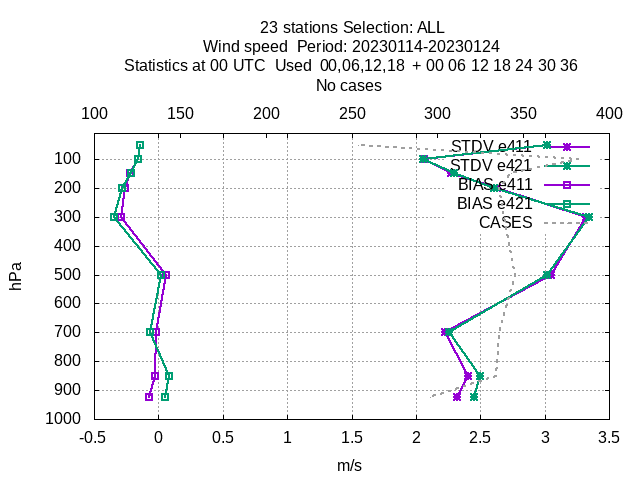 23 stations Selection: ALL
Wind speed  Period: 20230114-20230124
Statistics at 00 UTC  Used  00,06,12,18  + 00 06 12 18 24 30 36
No cases
100 150 200 250 300 350 400
STDV e411
STDV e421
BIAS e411
BIAS e421
CASES
hPa
100
200
300
400
500
600
700
800
900
1000
-0.5 0 0.5 1 1.5 2 2.5 3 3.5
m/s